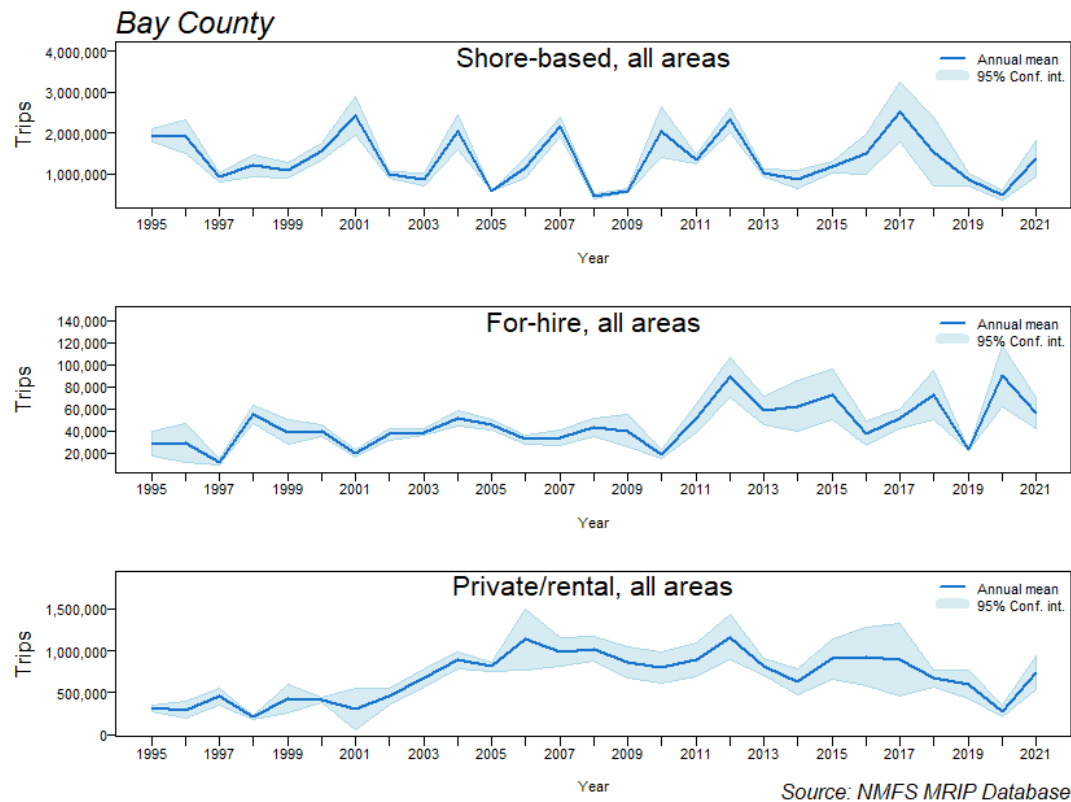 Bay County
Shore-based, all areas
Annual mean
95% Conf. int.
Trips
4,000,000
3,000,000
2,000,000
1,000,000
1995 1997 1999 2001 2003 2005 2007 2009 2011 2013 2015 2017 2019 2021
Year
For-hire, all areas
Annual mean
95% Conf. int.
Trips
140,000
120,000
100,000
80,000
60,000
40,000
20,000
1995 1997 1999 2001 2003 2005 2007 2009 2011 2013 2015 2017 2019 2021
Year
Private/rental, all areas
Annual mean
95% Conf. int.
Trips
1,500,000
1,000,000
500,000
0
1995 1997 1999 2001 2003 2005 2007 2009 2011 2013 2015 2017 2019 2021
Year
Source: NMFS MRIP Database